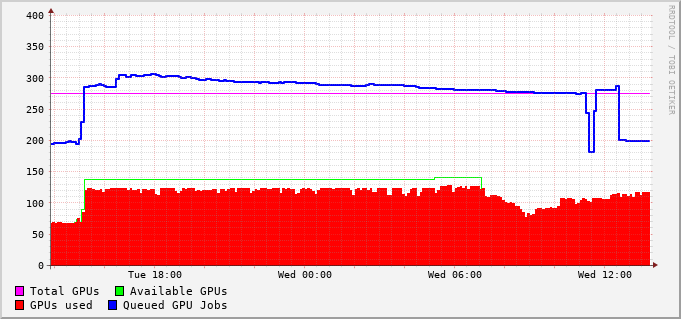 400
350
300
250
200
150
100
50
0
Tue 18:00 Wed 00:00 Wed 06:00 Wed 12:00
Total GPUs Available GPUs
GPUs used Queued GPU Jobs
RRDTOOL / TOBI OETIKER